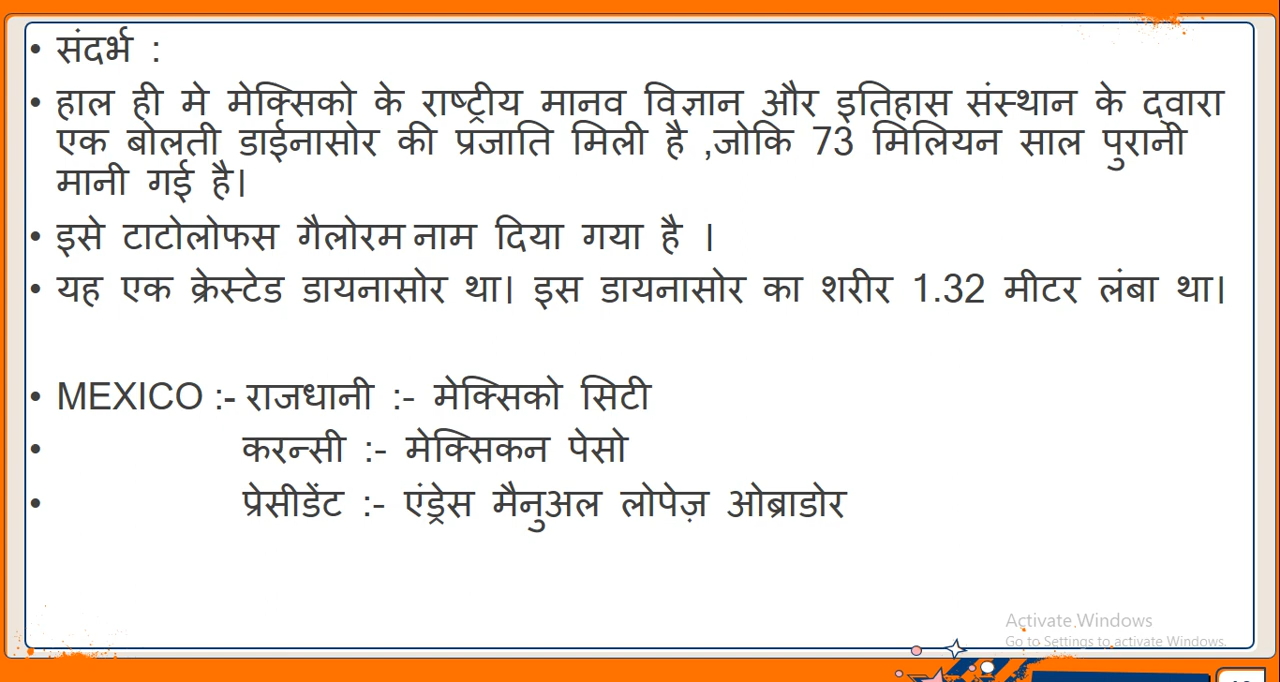 • संदर्भ :
• हाल ही मे मेक्सिको के राष्ट्रीय मानव विज्ञान और इतिहास संस्थान के द्वारा
एक बोलती डाईनासोर की प्रजाति मिली है ,जोकि 73 मिलियन साल पुरानी
मानी गई है।
• इसे टाटोलोफस गैलोरम नाम दिया गया है ।
• यह एक क्रेस्टेड डायनासोर था। इस डायनासोर का शरीर 1.32 मीटर लंबा था।
• MEXICO :- राजधानी :- मेक्सिको सिटी
• करन्सी :- मेक्सिकन पेसो
• प्रेसीडेंट :- एंड्रेस मैनुअल लोपेज़ ओब्राडोर
Activate Windows
Go to Settings to activate Windows.